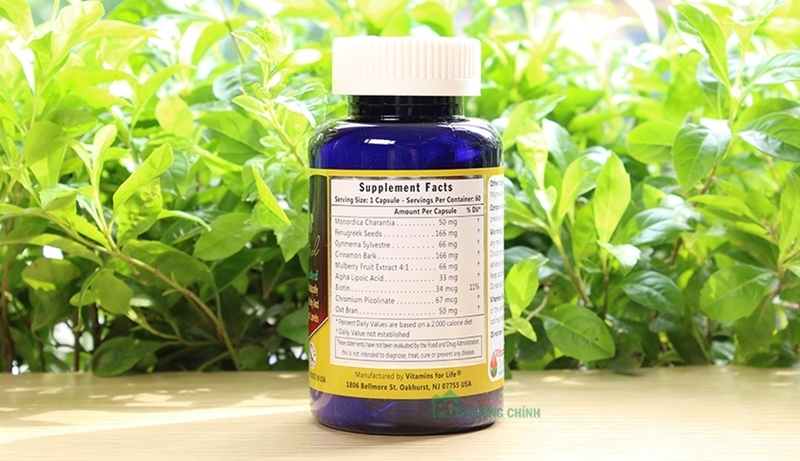 Supplement Facts
Serving Size: 1 Capsule - Servings Per Container: 60
Amount Per Capsule % DV*
Monordica Charantia 50 mg †
Fenugreek Seeds 166 mg †
Gymnema Sylvestre 66 mg †
Cinnamon Bark 166 mg †
Mulberry Fruit Extract 4:1 66 mg †
Alpha Lipoic Acid 33 mg †
Biotin 34 mcg 11%
Chromium Picolinate 67 mcg †
Oat Bran 50 mg †
* Percent Daily Values are based on a 2,000 calorie diet
† Daily Value not established
These statements have not been evaluated by the Food and Drug Administration,
this is not intended to diagnose, treat, cure or prevent any disease.
Manufactured by Vitamins for Life®
1806 Bellmore St. Oakhurst, NJ 07755 USA
IN USA
CHÍNH